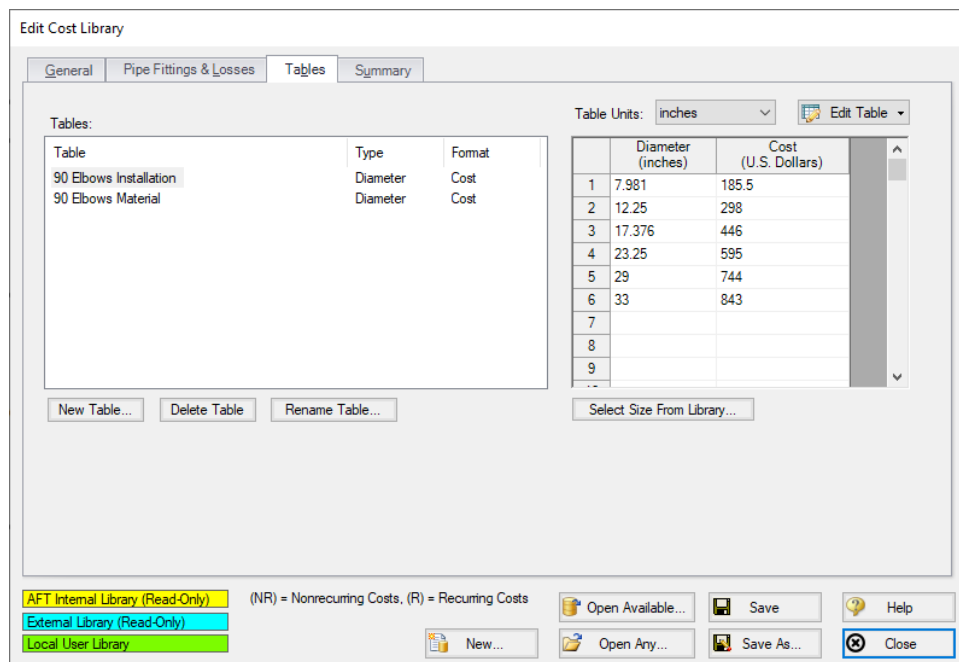 Edit Cost Library
General Pipe Fittings & Losses Tables Summary
Tables:
Table Type Format
90 Elbows Installation Diameter Cost
90 Elbows Material Diameter Cost
New Table... Delete Table Rename Table...
Table Units: inches Edit Table
Diameter (inches) Cost (U.S. Dollars)
1 7.981 185.5
2 12.25 298
3 17.376 446
4 23.25 595
5 29 744
6 33 843
7
8
9
Select Size From Library...
AFT Internal Library (Read-Only)
External Library (Read-Only)
Local User Library
(NR) = Nonrecurring Costs, (R) = Recurring Costs
Open Available... Save Help
New... Open Any... Save As... Close